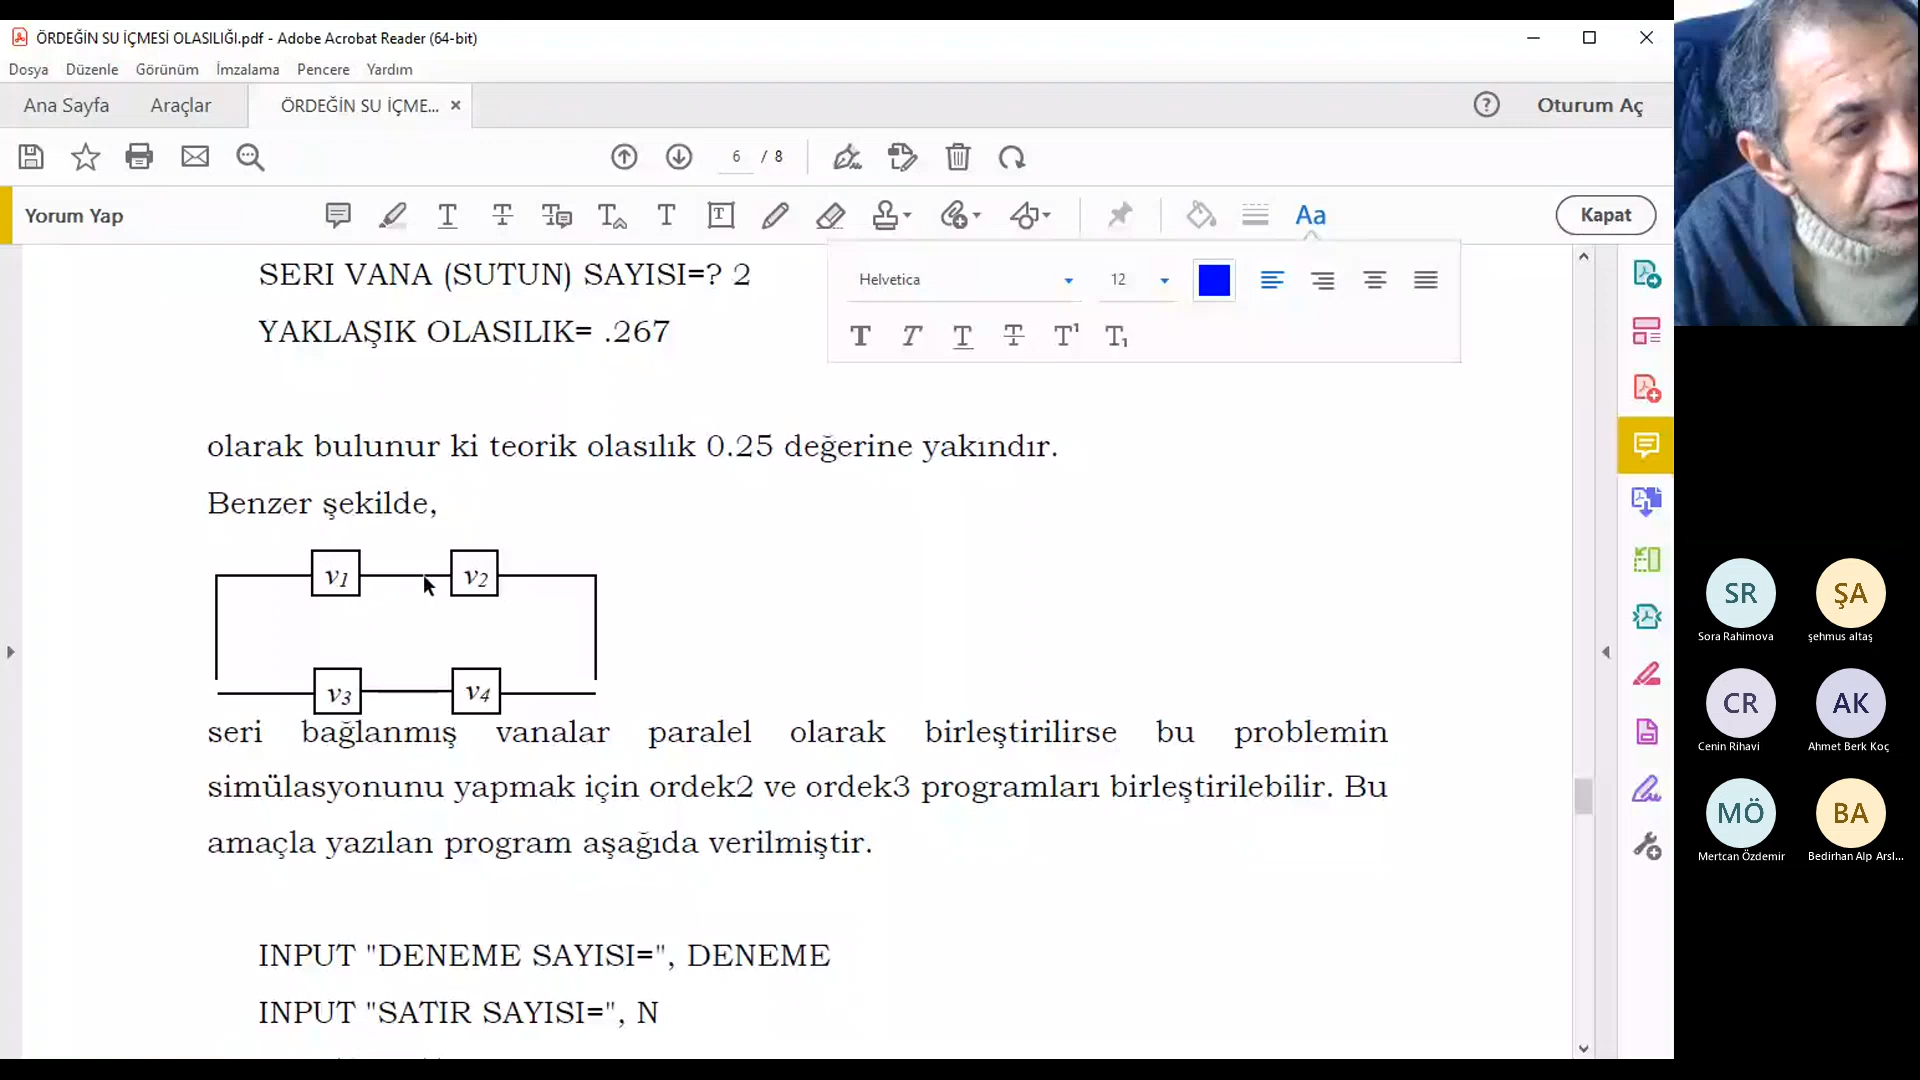 ÖRDEĞİN SU İÇMESİ OLASILIĞI.pdf - Adobe Acrobat Reader (64-bit)
Dosya Düzenle Görünüm İmzalama Pencere Yardım
Ana Sayfa Araçlar ÖRDEĞİN SU İÇME... × Oturum Aç
6 / 8
Yorum Yap Aa Kapat
Helvetica 12
SERI VANA (SUTUN) SAYISI=? 2
YAKLAŞIK OLASILIK= .267
olarak bulunur ki teorik olasılık 0.25 değerine yakındır.
Benzer şekilde,
v1 v2
v3 v4
seri bağlanmış vanalar paralel olarak birleştirilirse bu problemin
simülasyonunu yapmak için ordek2 ve ordek3 programları birleştirilebilir. Bu
amaçla yazılan program aşağıda verilmiştir.
INPUT "DENEME SAYISI=", DENEME
INPUT "SATIR SAYISI=", N
SR ŞA
Sora Rahimova şehmus altaş
CR AK
Cenin Rihavi Ahmet Berk Koç
MÖ BA
Mertcan Özdemir Bedirhan Alp Arsl...